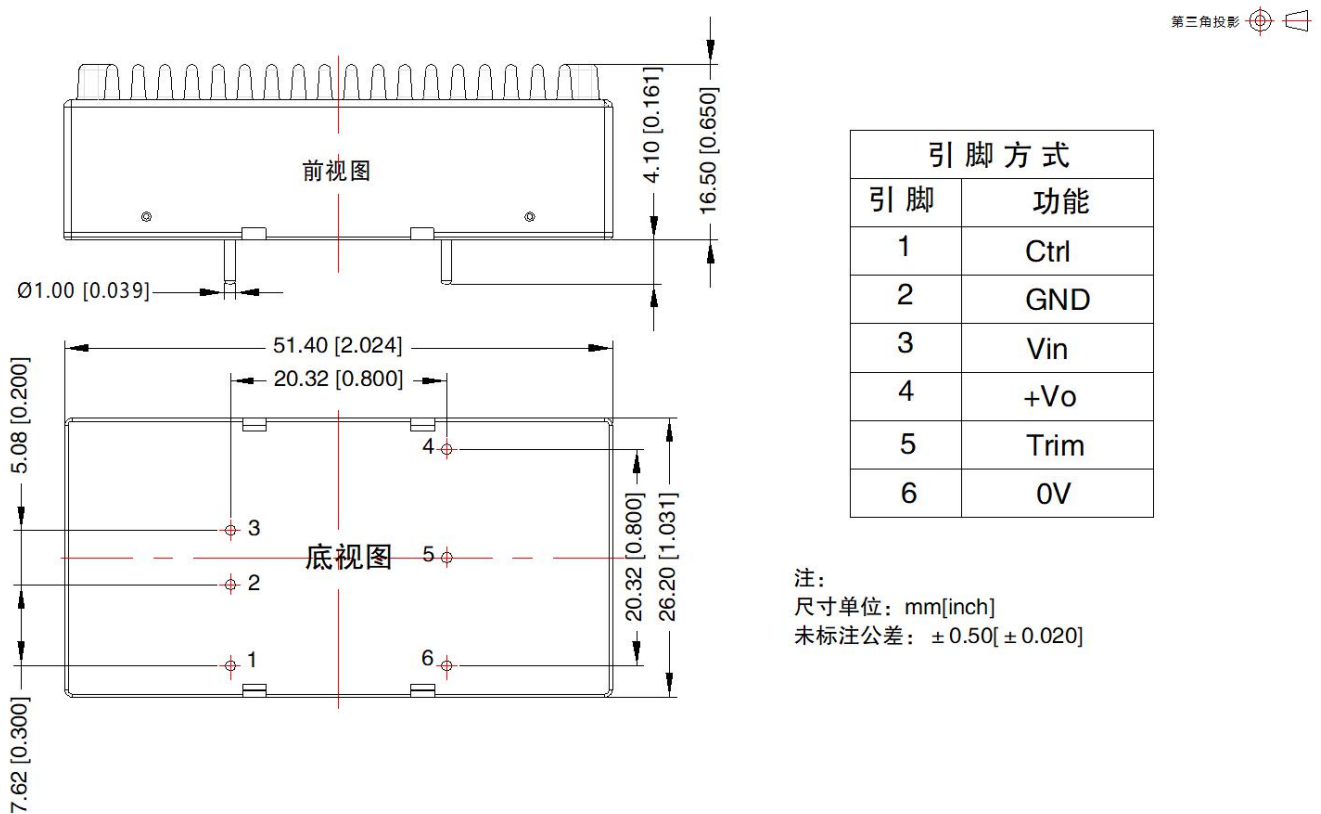 第三角投影
前视图
4.10 [0.161]
16.50 [0.650]
Ø1.00 [0.039]
51.40 [2.024]
20.32 [0.800]
5.08 [0.200]
7.62 [0.300]
4
3
底视图
5
2
1
6
20.32 [0.800]
26.20 [1.031]
引脚方式
引脚 功能
1 Ctrl
2 GND
3 Vin
4 +Vo
5 Trim
6 0V
注：
尺寸单位：mm[inch]
未标注公差：±0.50[±0.020]